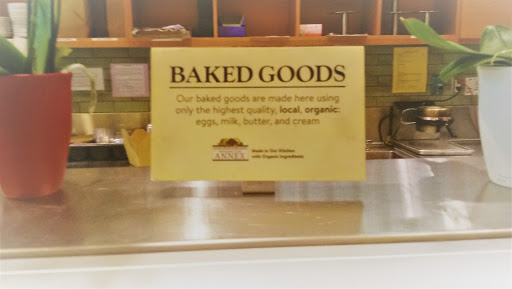 BAKED GOODS
Our baked goods are made here using
only the highest quality, local, organic:
eggs, milk, butter, and cream
ANNEX
Made in Our Kitchen
with Organic Ingredients